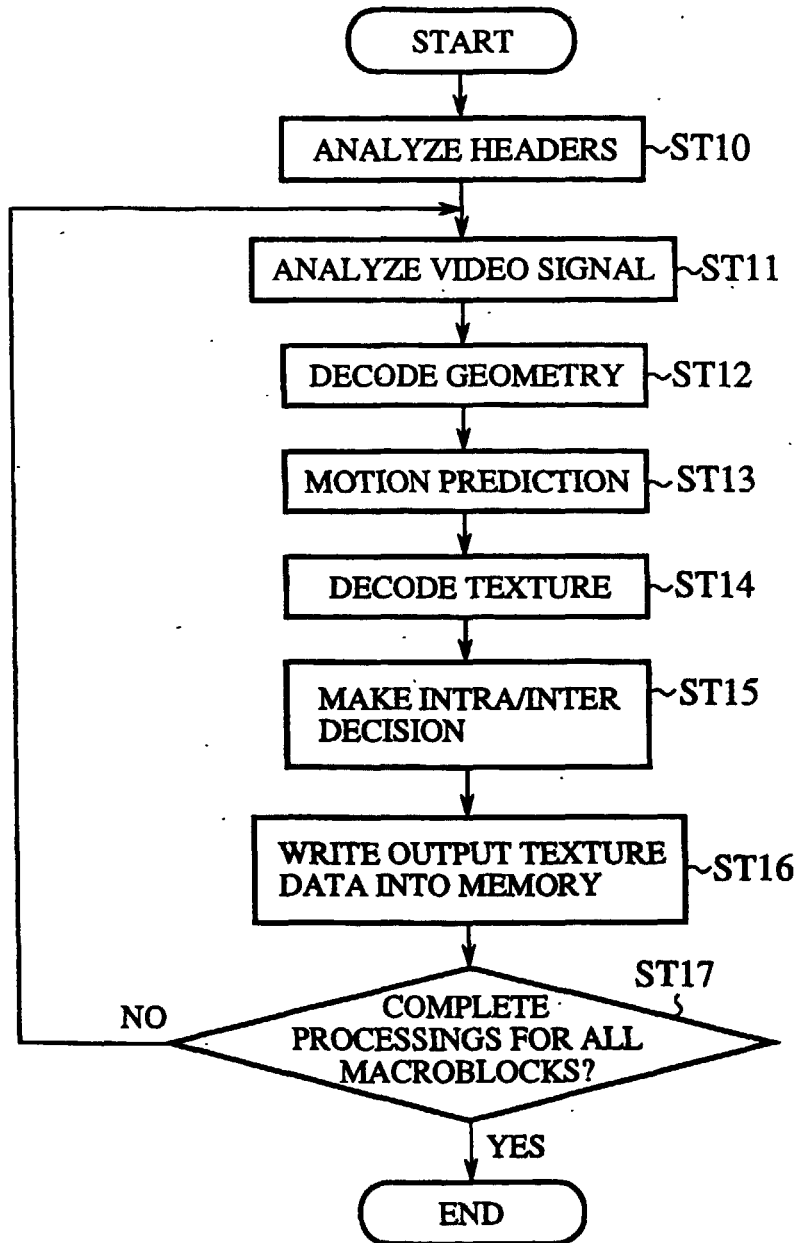 START
ANALYZE HEADERS ~ST10
ANALYZE VIDEO SIGNAL ~ST11
DECODE GEOMETRY ~ST12
MOTION PREDICTION ~ST13
DECODE TEXTURE ~ST14
MAKE INTRA/INTER ~ST15
DECISION
WRITE OUTPUT TEXTURE
DATA INTO MEMORY ~ST16
ST17
NO
COMPLETE
PROCESSINGS FOR ALL
MACROBLOCKS?
YES
END